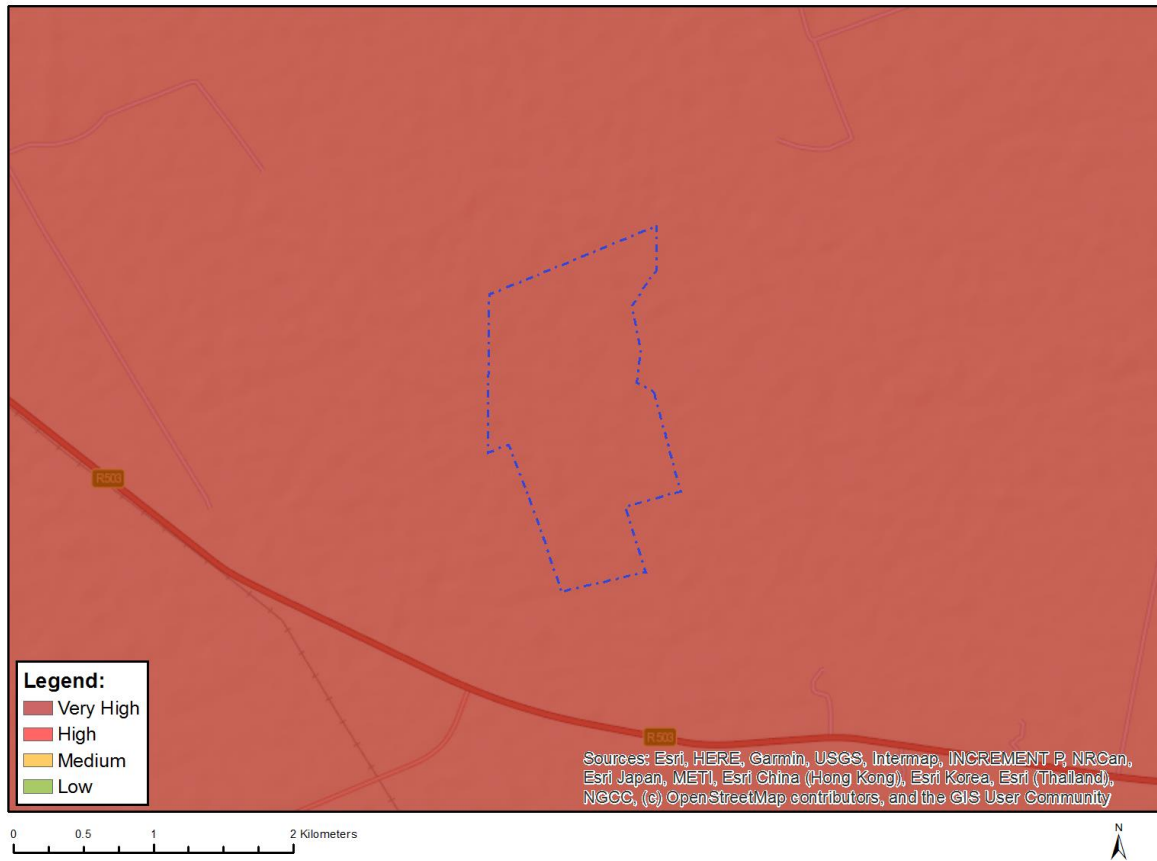 R503
R503
Legend:
Very High
High
Medium
Low
Sources: Esri, HERE, Garmin, USGS, Intermap, INCREMENT P, NRCan,
Esri Japan, METI, Esri China (Hong Kong), Esri Korea, Esri (Thailand),
NGCC, (c) OpenStreetMap contributors, and the GIS User Community
0 0.5 1 2 Kilometers
N